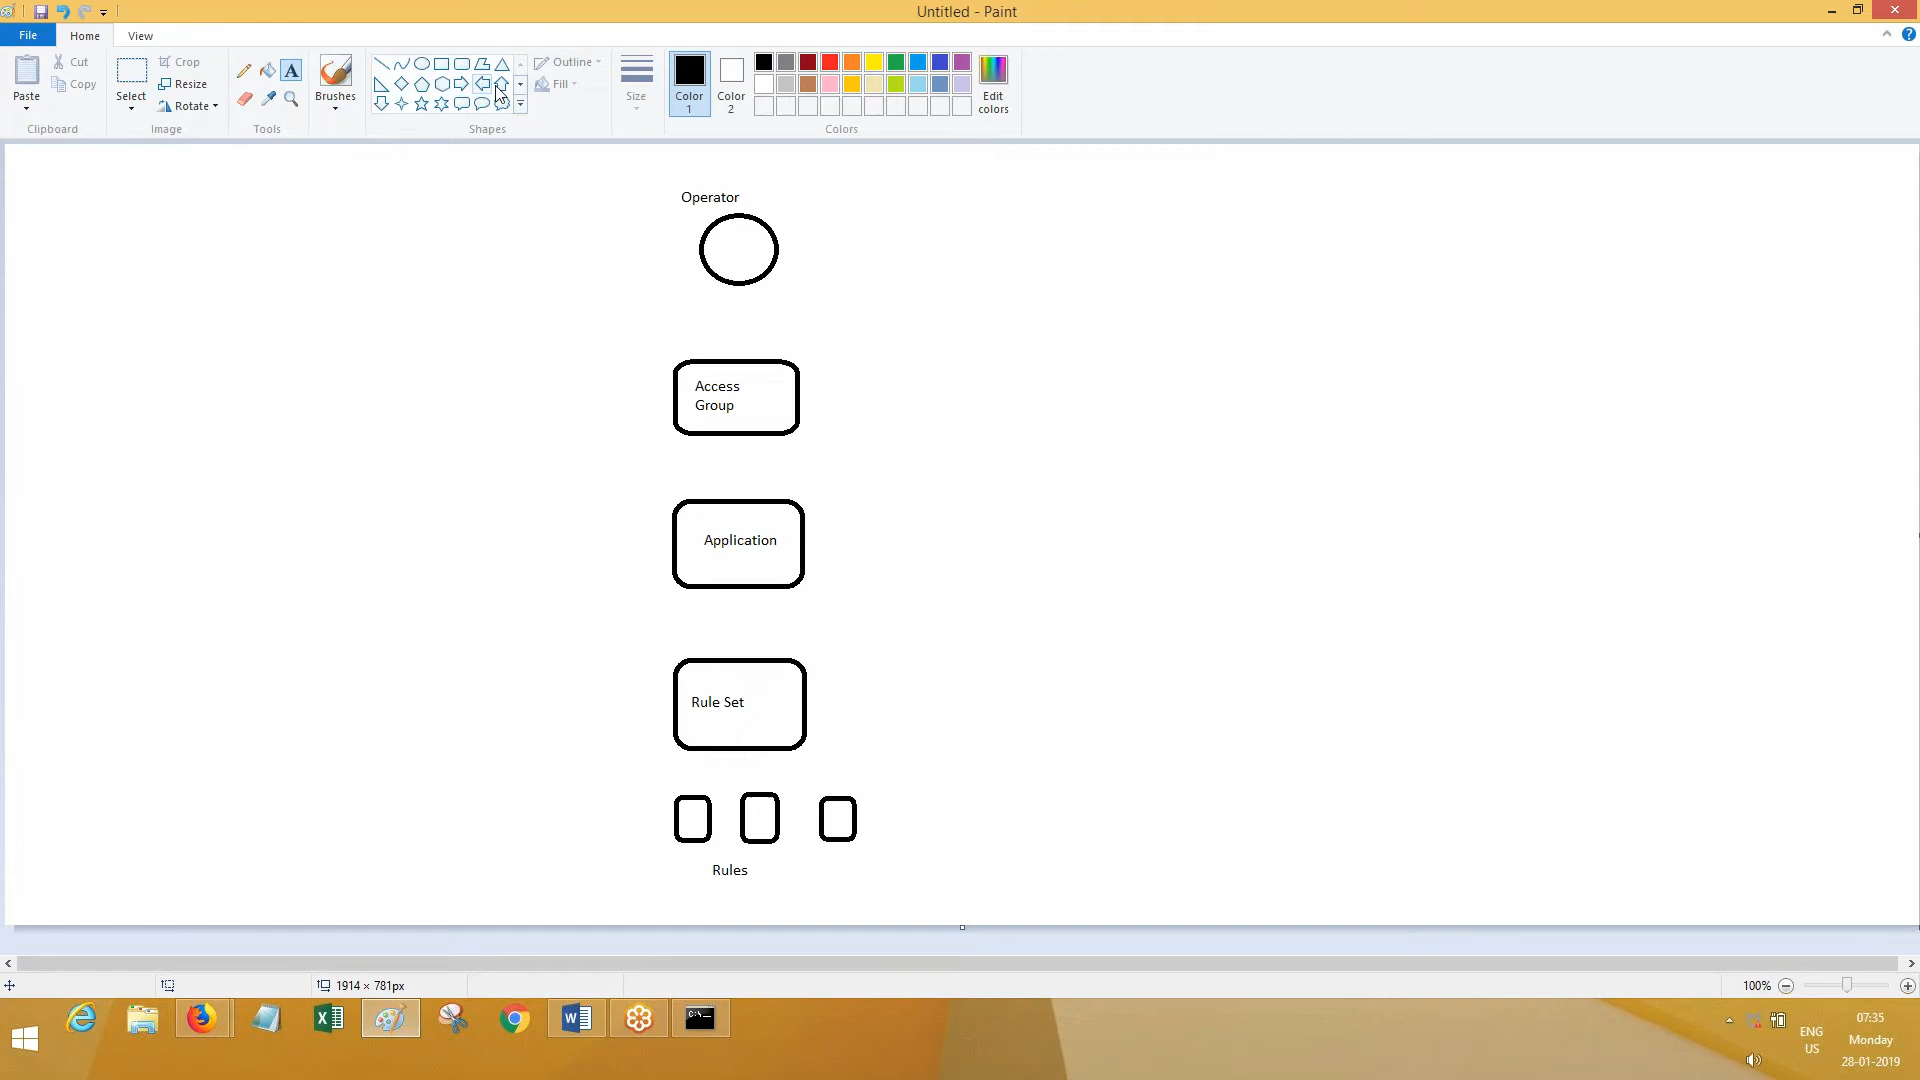 Untitled - Paint
File
Home
View
Paste
Cut
Copy
Clipboard
Select
Crop
Resize
Rotate
Image
A
Tools
Brushes
Shapes
Outline
Fill
Size
Color
1
Color
2
Colors
Edit
colors
Operator
Access
Group
Application
Rule Set
Rules
1914 × 781px
100%
C:\_
07:35
ENG
Monday
US
28-01-2019